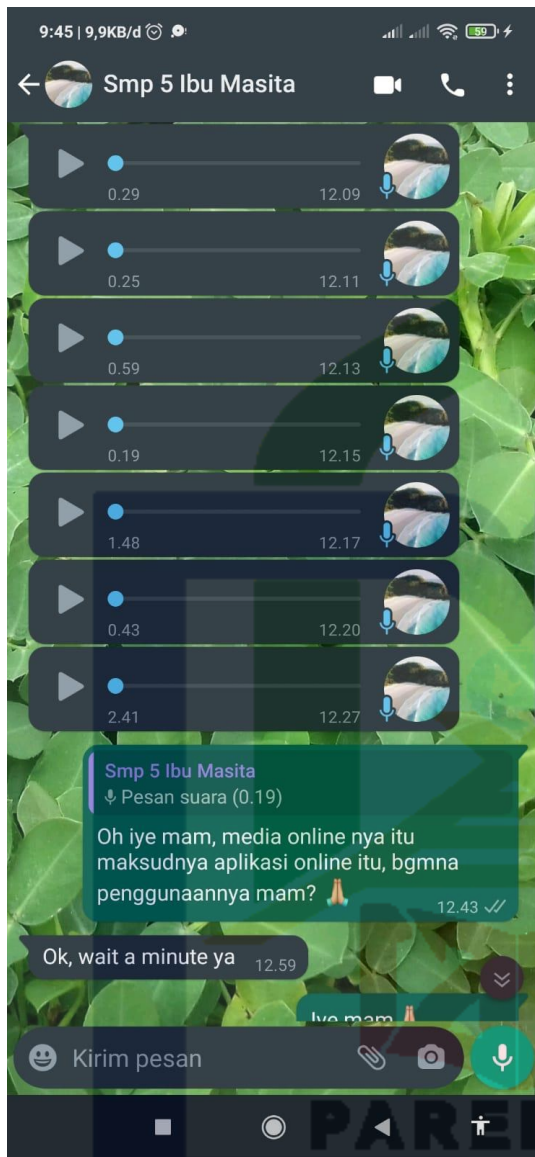 9:45 | 9,9KB/d
59
Smp 5 Ibu Masita
0.29 12.09
0.25 12.11
0.59 12.13
0.19 12.15
1.48 12.17
0.43 12.20
2.41 12.27
Smp 5 Ibu Masita
Pesan suara (0.19)
Oh iye mam, media online nya itu
maksudnya aplikasi online itu, bgmna
penggunaannya mam? 🙏
12.43
Ok, wait a minute ya 12.59
Iye mam 🙏
Kirim pesan
PARE